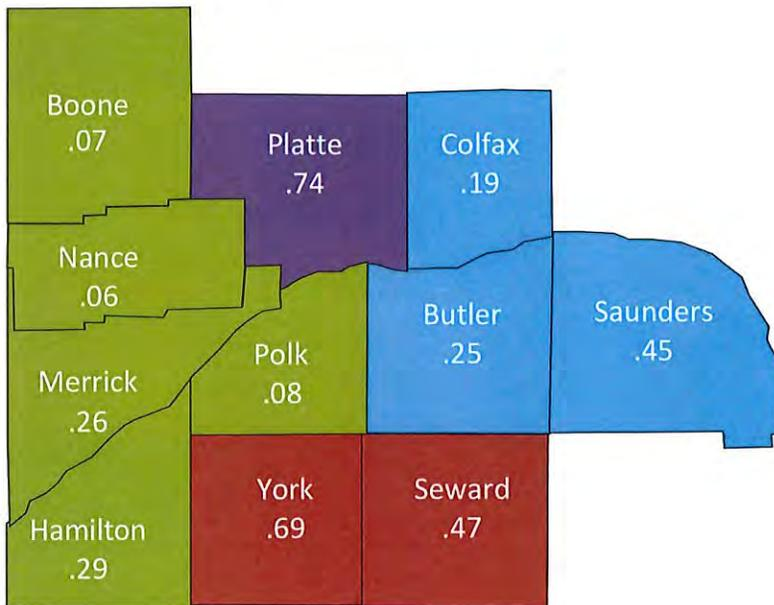 Boone
.07
Platte
.74
Colfax
.19
Nance
.06
Butler
.25
Saunders
.45
Polk
.08
Merrick
.26
York
.69
Seward
.47
Hamilton
.29